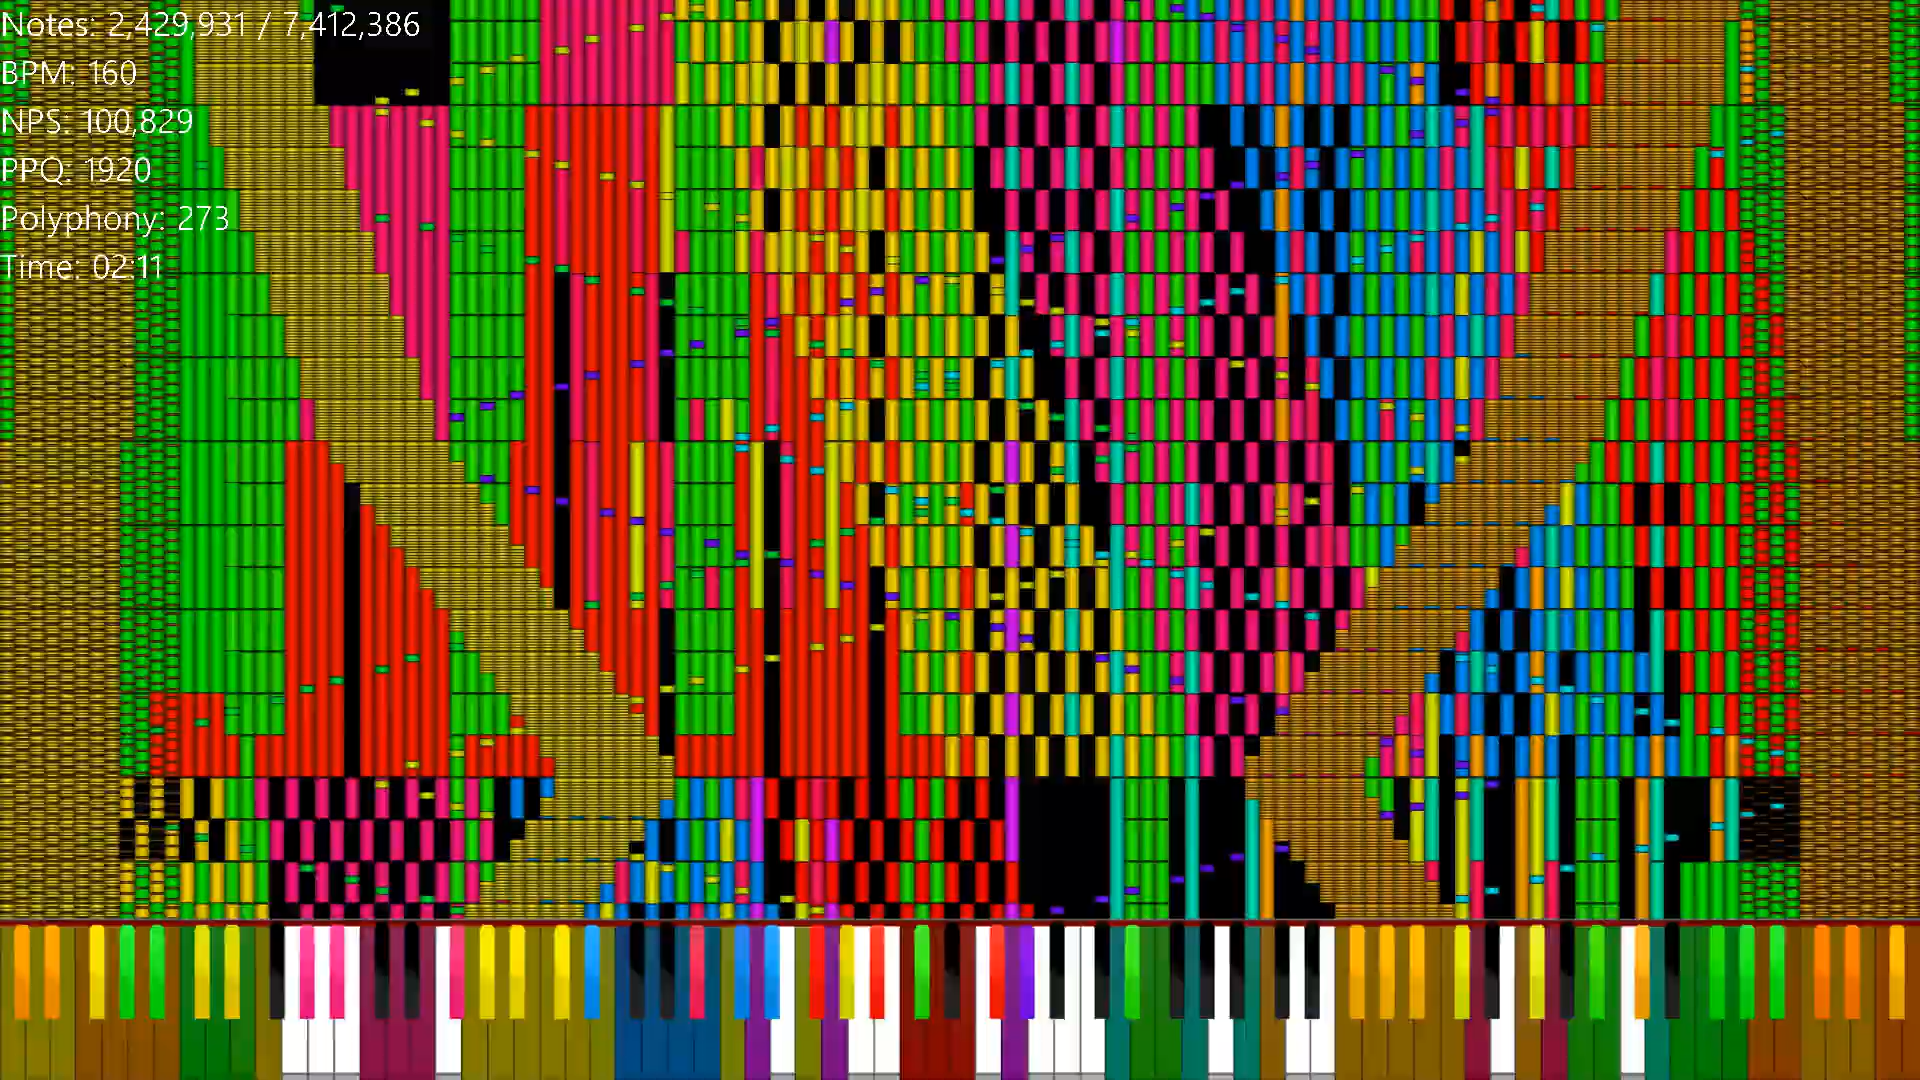 Notes: 2,429,931 / 7,412,386
BPM: 160
NPS: 100,829
PPQ: 1920
Polyphony: 273
Time: 02:11